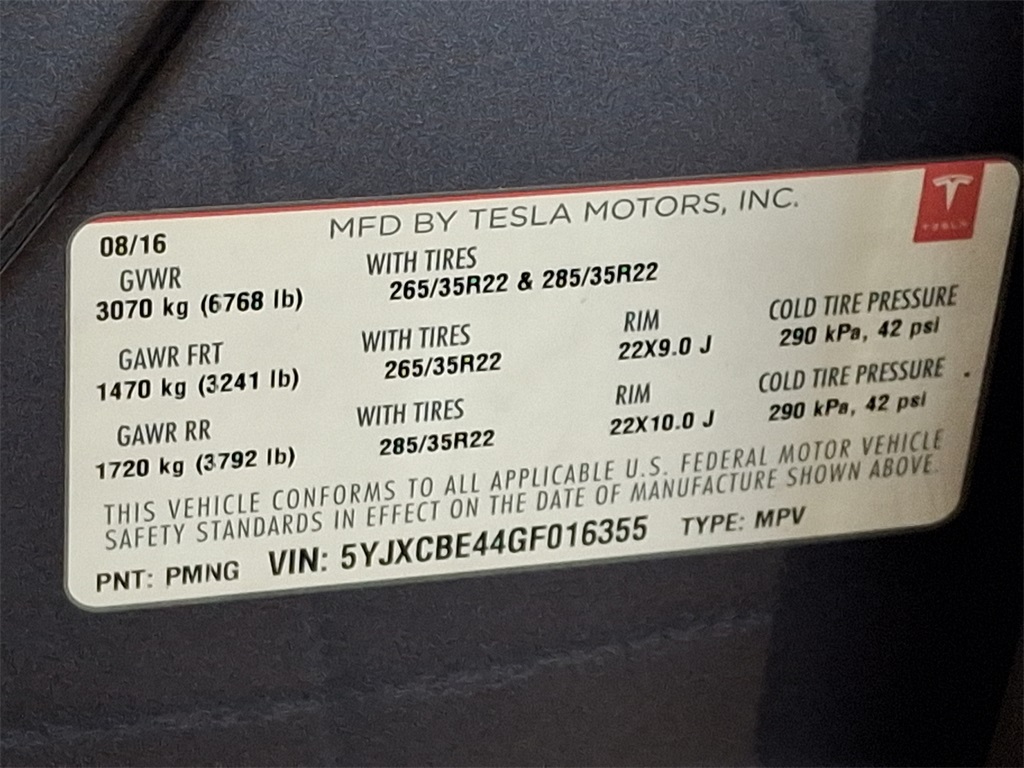 MFD BY TESLA MOTORS, INC.
TESLA
08/16
GVWR WITH TIRES
3070 kg (6768 lb) 265/35R22 & 285/35R22
GAWR FRT WITH TIRES RIM COLD TIRE PRESSURE
1470 kg (3241 lb) 265/35R22 22X9.0 J 290 kPa, 42 psi
GAWR RR WITH TIRES RIM COLD TIRE PRESSURE
1720 kg (3792 lb) 285/35R22 22X10.0 J 290 kPa, 42 psi
THIS VEHICLE CONFORMS TO ALL APPLICABLE U.S. FEDERAL MOTOR VEHICLE
SAFETY STANDARDS IN EFFECT ON THE DATE OF MANUFACTURE SHOWN ABOVE.
PNT: PMNG VIN: 5YJXCBE44GF016355 TYPE: MPV